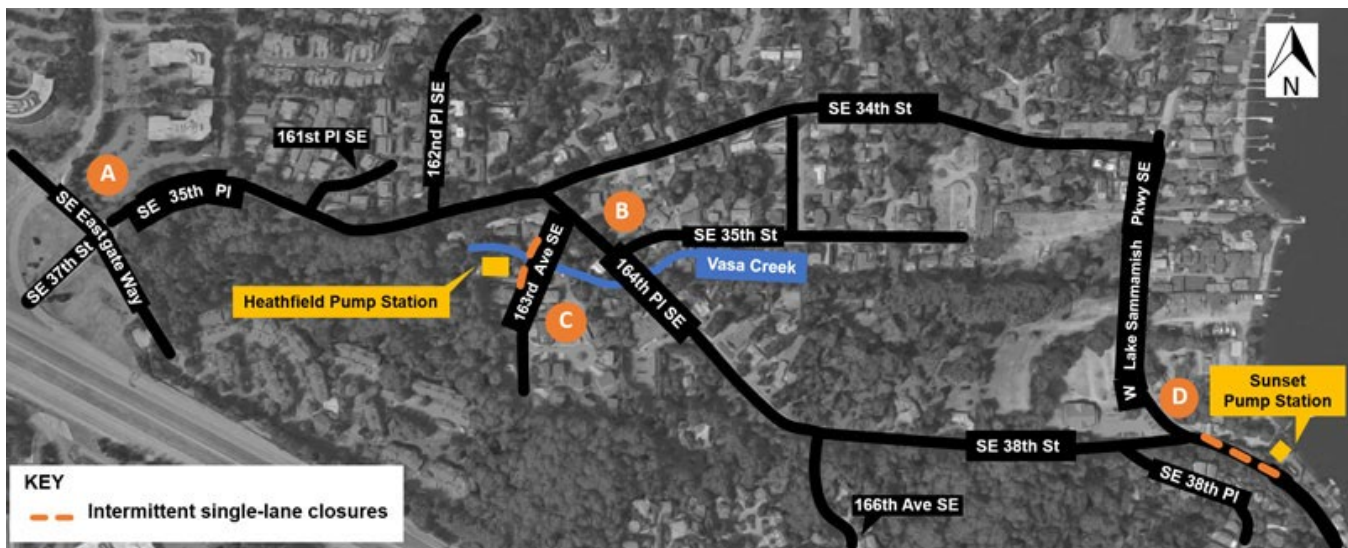 N
SE 34th St
161st Pl SE
162nd Pl SE
A
SE 35th Pl
SE Eastgate Way
SE 37th St
B
SE 35th St
Vasa Creek
163rd Ave SE
164th Pl SE
Heathfield Pump Station
C
W Lake Sammamish Pkwy SE
D
Sunset
Pump Station
SE 38th St
SE 38th Pl
166th Ave SE
KEY
Intermittent single-lane closures